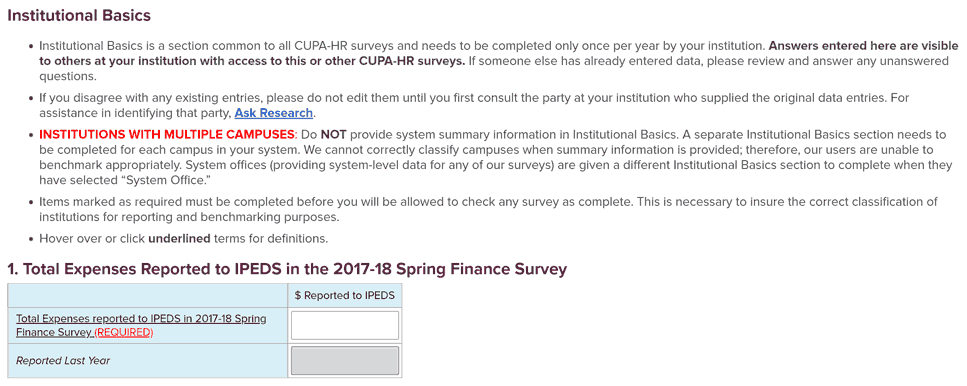 Institutional Basics
• Institutional Basics is a section common to all CUPA-HR surveys and needs to be completed only once per year by your institution. Answers entered here are visible
to others at your institution with access to this or other CUPA-HR surveys. If someone else has already entered data, please review and answer any unanswered
questions.
• If you disagree with any existing entries, please do not edit them until you first consult the party at your institution who supplied the original data entries. For
assistance in identifying that party, Ask Research.
• INSTITUTIONS WITH MULTIPLE CAMPUSES: Do NOT provide system summary information in Institutional Basics. A separate Institutional Basics section needs to
be completed for each campus in your system. We cannot correctly classify campuses when summary information is provided; therefore, our users are unable to
benchmark appropriately. System offices (providing system-level data for any of our surveys) are given a different Institutional Basics section to complete when they
have selected “System Office.”
• Items marked as required must be completed before you will be allowed to check any survey as complete. This is necessary to insure the correct classification of
institutions for reporting and benchmarking purposes.
• Hover over or click underlined terms for definitions.
1. Total Expenses Reported to IPEDS in the 2017-18 Spring Finance Survey
$ Reported to IPEDS
Total Expenses reported to IPEDS in 2017-18 Spring
Finance Survey (REQUIRED)
Reported Last Year